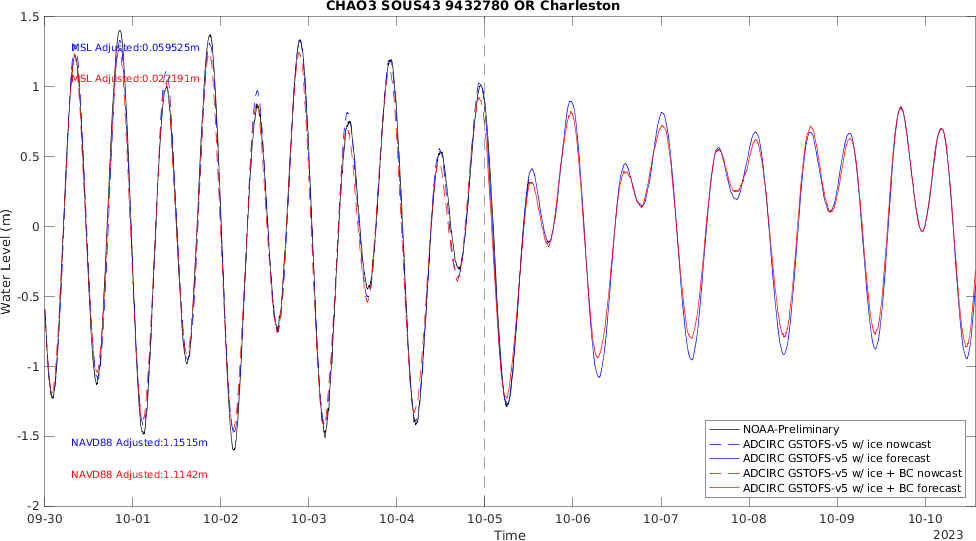 CHAO3 SOUS43 9432780 OR Charleston
1.5
1
0.5
0
-0.5
-1
-1.5
-2
Water Level (m)
MSL Adjusted:0.059525m
MSL Adjusted:0.022191m
NAVD88 Adjusted:1.1515m
NAVD88 Adjusted:1.1142m
NOAA-Preliminary
ADCIRC GSTOFS-v5 w/ ice nowcast
ADCIRC GSTOFS-v5 w/ ice forecast
ADCIRC GSTOFS-v5 w/ ice + BC nowcast
ADCIRC GSTOFS-v5 w/ ice + BC forecast
09-30 10-01 10-02 10-03 10-04 10-05 10-06 10-07 10-08 10-09 10-10
Time
2023